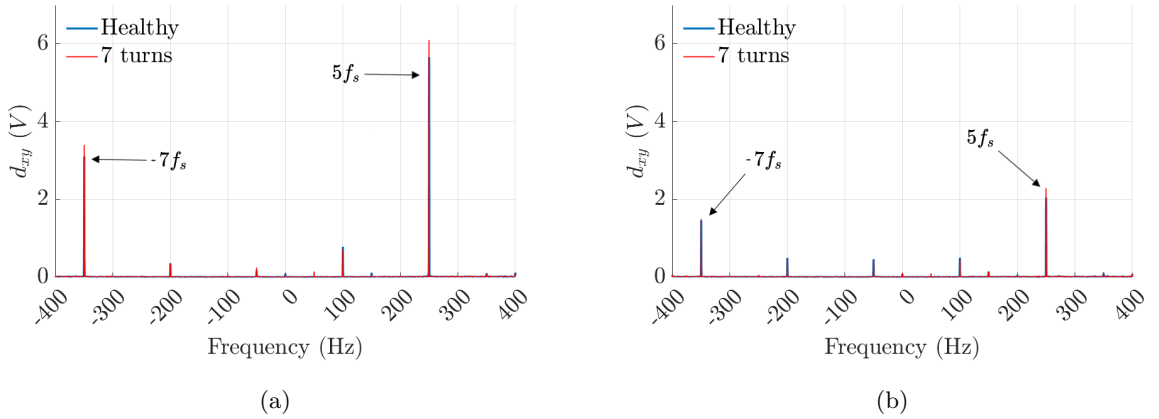 Healthy
7 turns
5f_s
-7f_s
d_xy (V)
6
4
2
0
-400
-300
-200
-100
0
100
200
300
400
Frequency (Hz)
(a)
Healthy
7 turns
5f_s
-7f_s
d_xy (V)
6
4
2
0
-400
-300
-200
-100
0
100
200
300
400
Frequency (Hz)
(b)